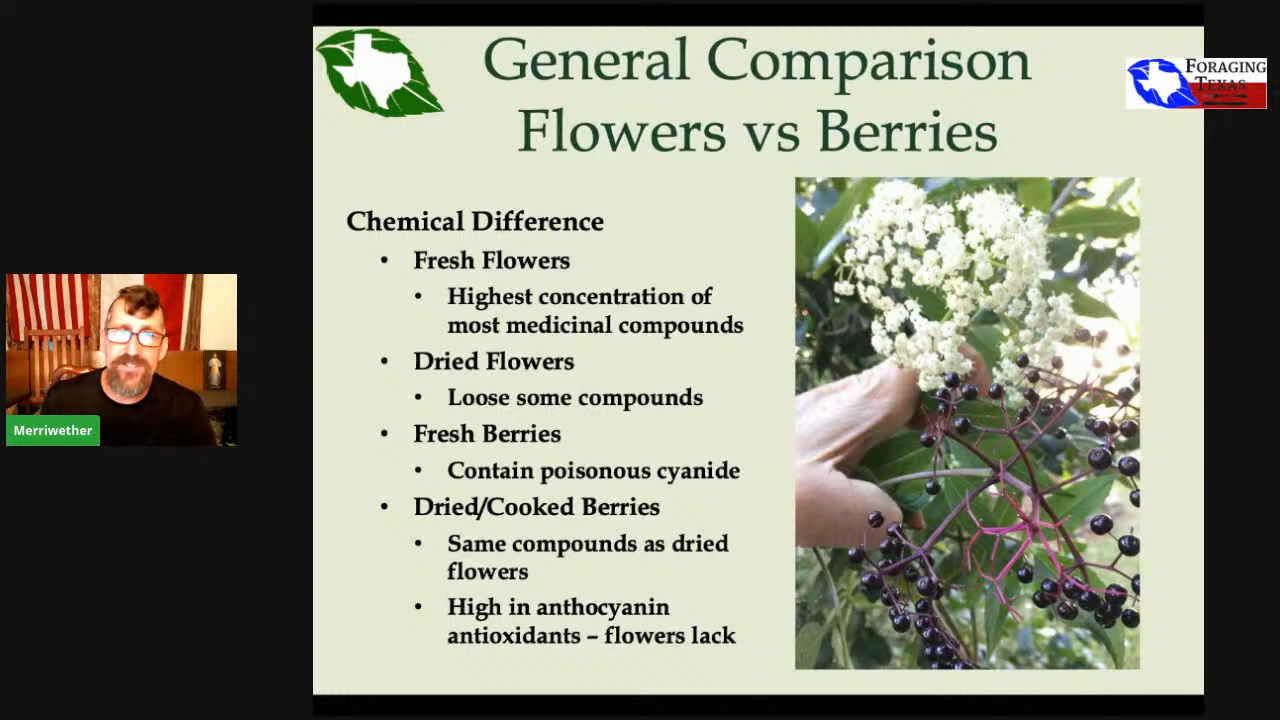 General Comparison
Flowers vs Berries
FORAGING
TEXAS
Chemical Difference
• Fresh Flowers
• Highest concentration of
most medicinal compounds
• Dried Flowers
• Loose some compounds
• Fresh Berries
• Contain poisonous cyanide
• Dried/Cooked Berries
• Same compounds as dried
flowers
• High in anthocyanin
antioxidants – flowers lack
Merriwether